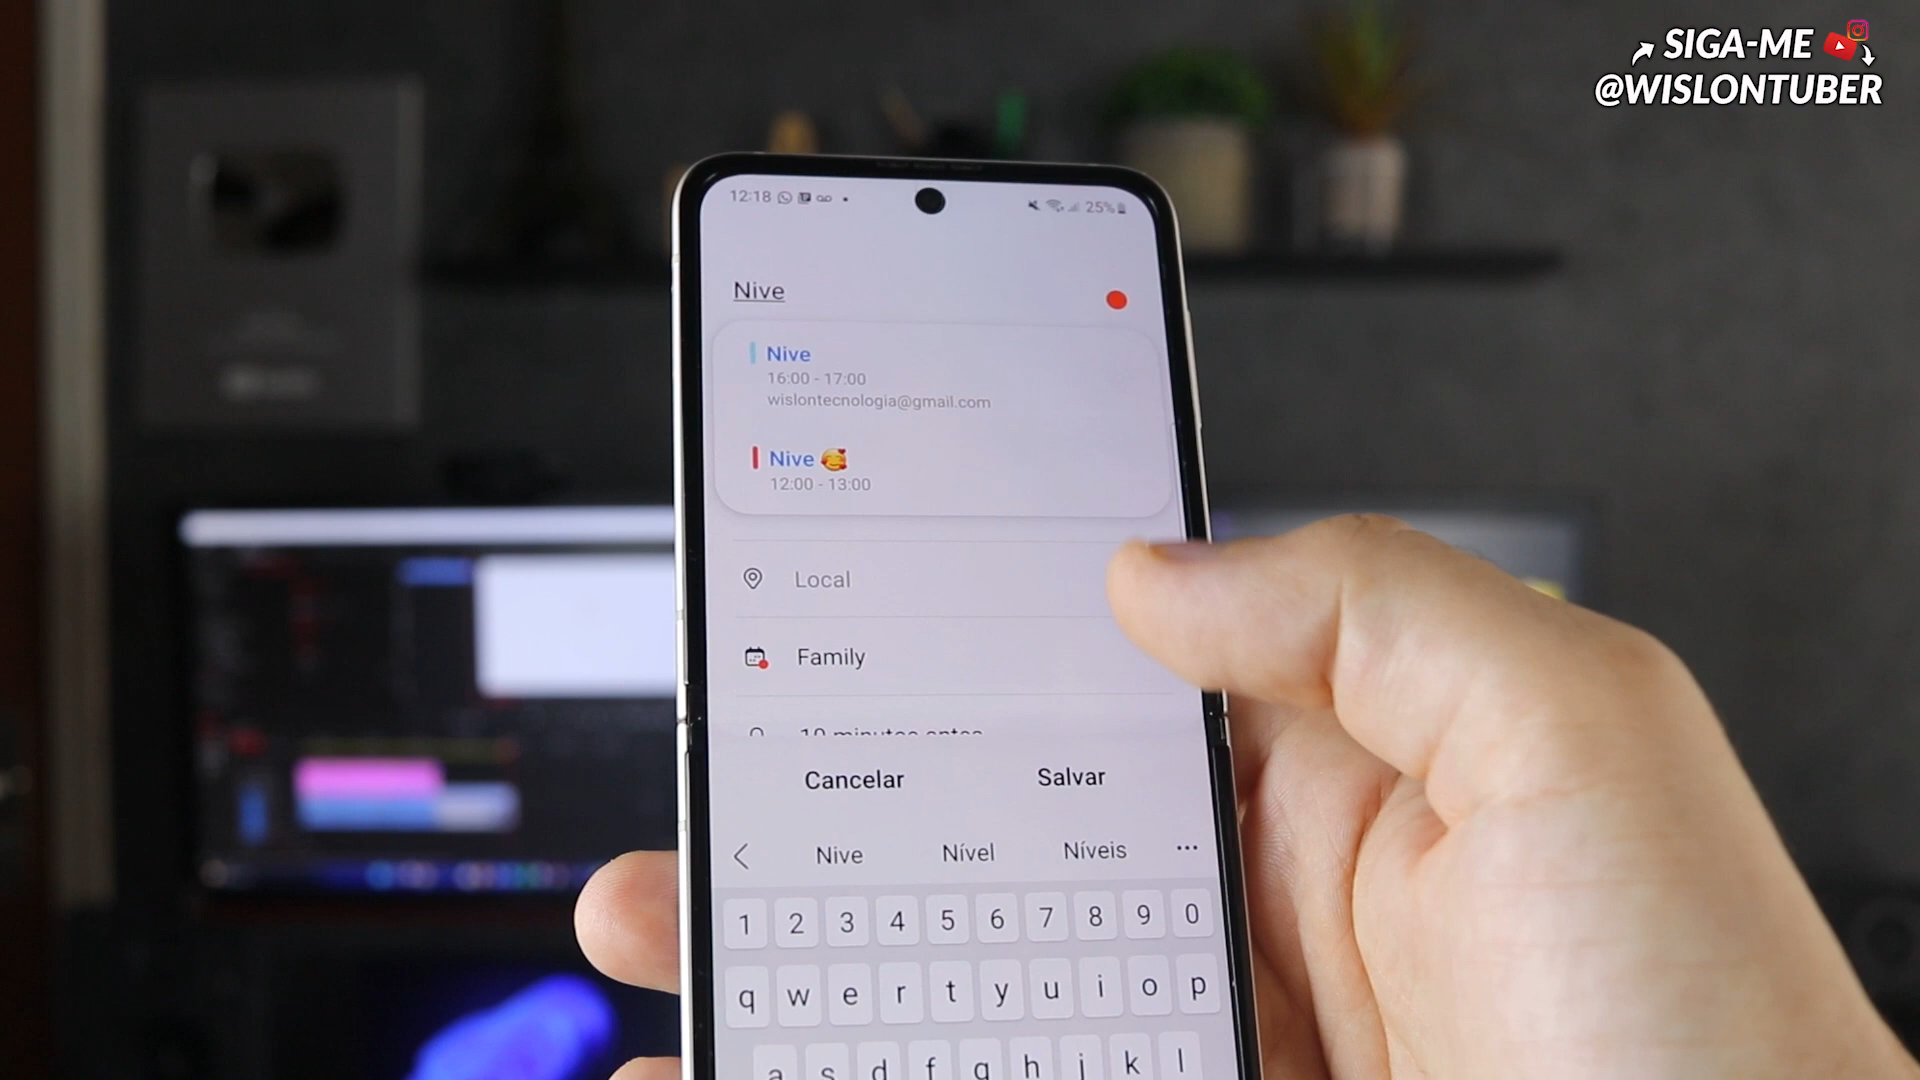 SIGA-ME
@WISLONTUBER
12:18
25%
Nive
Nive
16:00 - 17:00
wislontecnologia@gmail.com
Nive 🥰
12:00 - 13:00
Local
Family
10 minutos antes
Cancelar Salvar
Nive Nível Níveis ...
1 2 3 4 5 6 7 8 9 0
q w e r t y u i o p
a s d f g h j k l